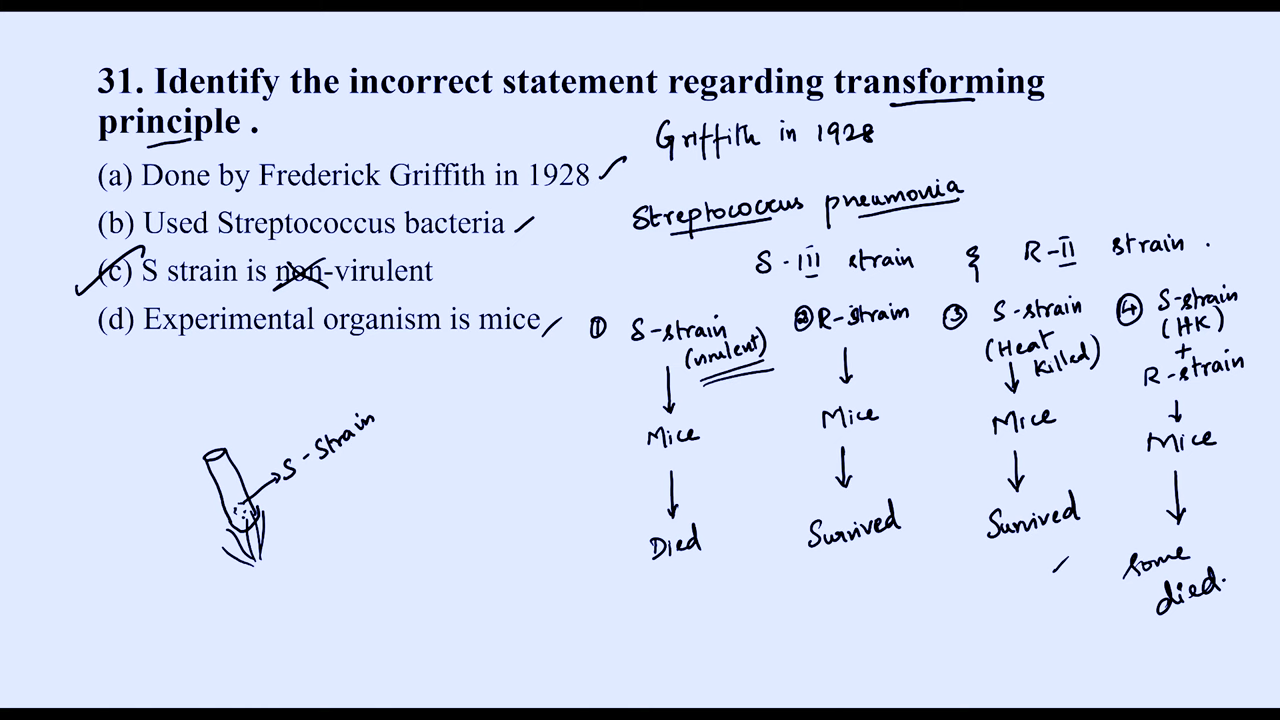 31. Identify the incorrect statement regarding transforming
principle .
(a) Done by Frederick Griffith in 1928
(b) Used Streptococcus bacteria
(c) S strain is non-virulent
(d) Experimental organism is mice
Griffith in 1928
Streptococcus pneumonia
S-III strain & R-II strain.
① S-strain
(virulent)
Mice
Died
② R-strain
Mice
Survived
③ S-strain
(Heat
Killed)
Mice
Survived
④ S-strain
(HK)
+
R-strain
Mice
Some
died.
S-Strain